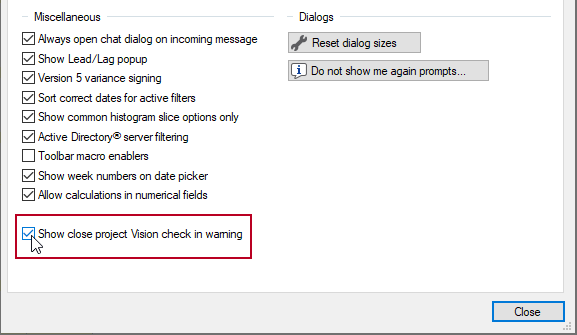 Miscellaneous
Always open chat dialog on incoming message
Show Lead/Lag popup
Version 5 variance signing
Sort correct dates for active filters
Show common histogram slice options only
Active Directory® server filtering
Toolbar macro enablers
Show week numbers on date picker
Allow calculations in numerical fields
Show close project Vision check in warning
Dialogs
Reset dialog sizes
Do not show me again prompts...
Close